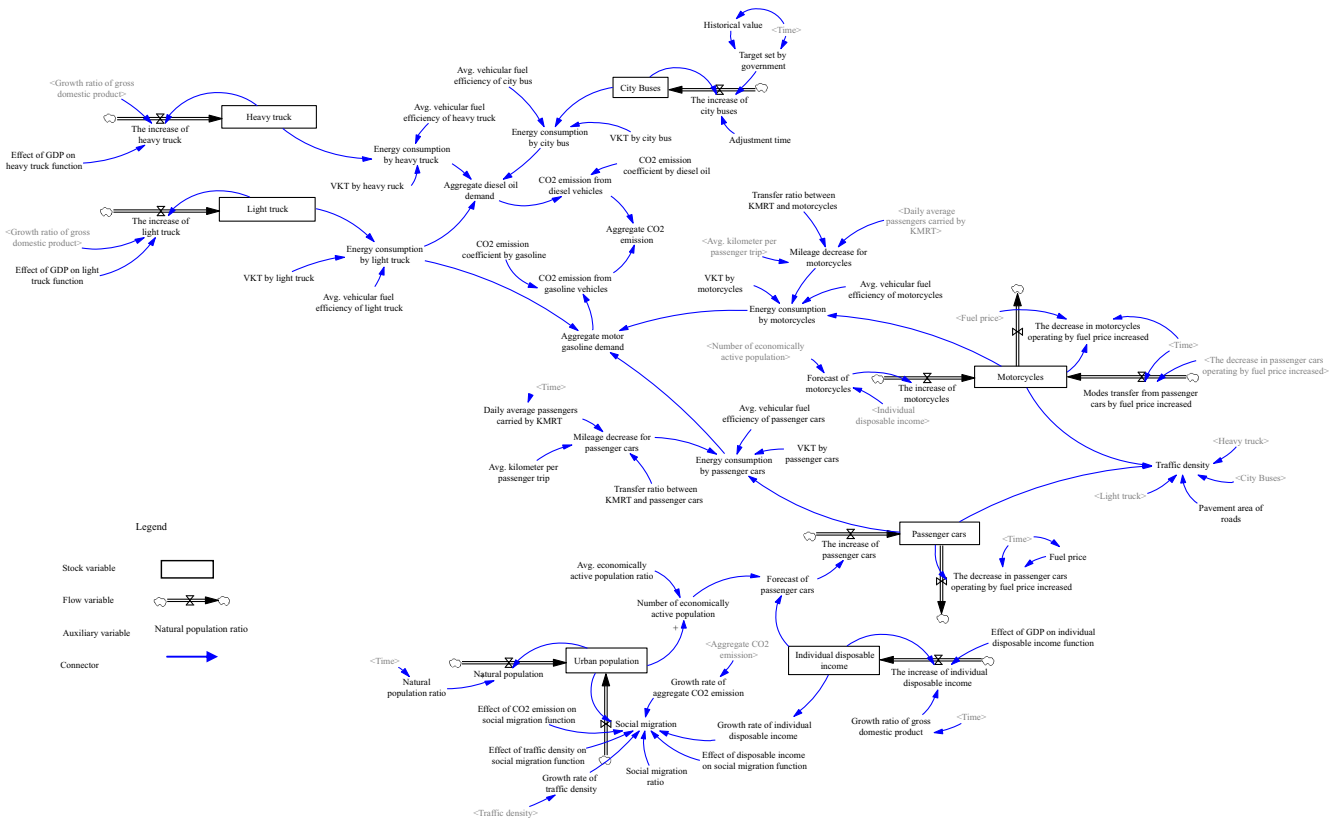 Historical value
<Time>
Target set by
government
Avg. vehicular fuel
efficiency of city bus
City Buses
The increase of
city buses
Adjustment time
<Growth ratio of gross
domestic product>
Heavy truck
The increase of
heavy truck
Effect of GDP on
heavy truck function
Avg. vehicular fuel
efficiency of heavy truck
Energy consumption
by city bus
VKT by city bus
Energy consumption
by heavy truck
VKT by heavy ruck
Aggregate diesel oil
demand
CO2 emission from
diesel vehicles
CO2 emission
coefficient by diesel oil
Light truck
The increase of
light truck
<Growth ratio of gross
domestic product>
Effect of GDP on light
truck function
Energy consumption
by light truck
VKT by light truck
Avg. vehicular fuel
efficiency of light truck
CO2 emission
coefficient by gasoline
Aggregate CO2
emission
CO2 emission from
gasoline vehicles
Transfer ratio between
KMRT and motorcycles
<Daily average
passengers carried by
KMRT>
<Avg. kilometer per
passenger trip>
Mileage decrease for
motorcycles
VKT by
motorcycles
Avg. vehicular fuel
efficiency of motorcycles
Energy consumption
by motorcycles
Aggregate motor
gasoline demand
<Fuel price>
The decrease in motorcycles
operating by fuel price increased
<Time>
<The decrease in passenger cars
operating by fuel price increased>
<Number of economically
active population>
Forecast of
motorcycles
The increase of
motorcycles
Motorcycles
Modes transfer from passenger
cars by fuel price increased
<Individual
disposable income>
<Time>
Daily average passengers
carried by KMRT
Avg. vehicular fuel
efficiency of passenger cars
Mileage decrease for
passenger cars
Energy consumption
by passenger cars
VKT by
passenger cars
Avg. kilometer per
passenger trip
Transfer ratio between
KMRT and passenger cars
<Heavy truck>
Traffic density
<City Buses>
<Light truck>
Pavement area of
roads
Legend
Stock variable
Flow variable
Auxiliary variable
Natural population ratio
Connector
The increase of
passenger cars
Passenger cars
<Time>
Fuel price
The decrease in passenger cars
operating by fuel price increased
Avg. economically
active population ratio
Forecast of
passenger cars
Number of economically
active population
+
<Time>
Natural
population ratio
Natural population
Urban population
<Aggregate CO2
emission>
Growth rate of
aggregate CO2 emission
Individual disposable
income
Effect of GDP on individual
disposable income function
The increase of individual
disposable income
Growth ratio of gross
domestic product
<Time>
Effect of CO2 emission on
social migration function
Social migration
Growth rate of individual
disposable income
Effect of traffic density on
social migration function
Effect of disposable income
on social migration function
Social migration
ratio
Growth rate of
traffic density
<Traffic density>